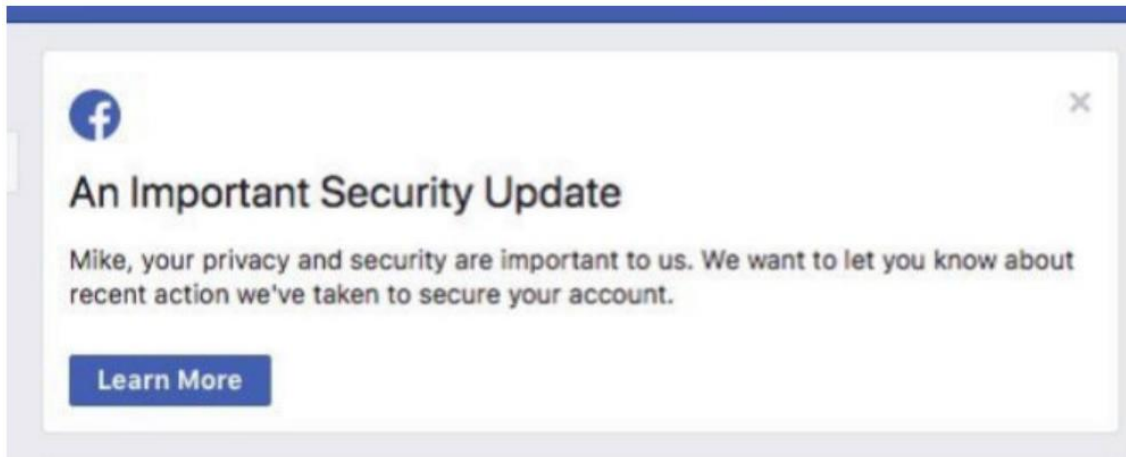 An Important Security Update
Mike, your privacy and security are important to us. We want to let you know about
recent action we've taken to secure your account.
Learn More